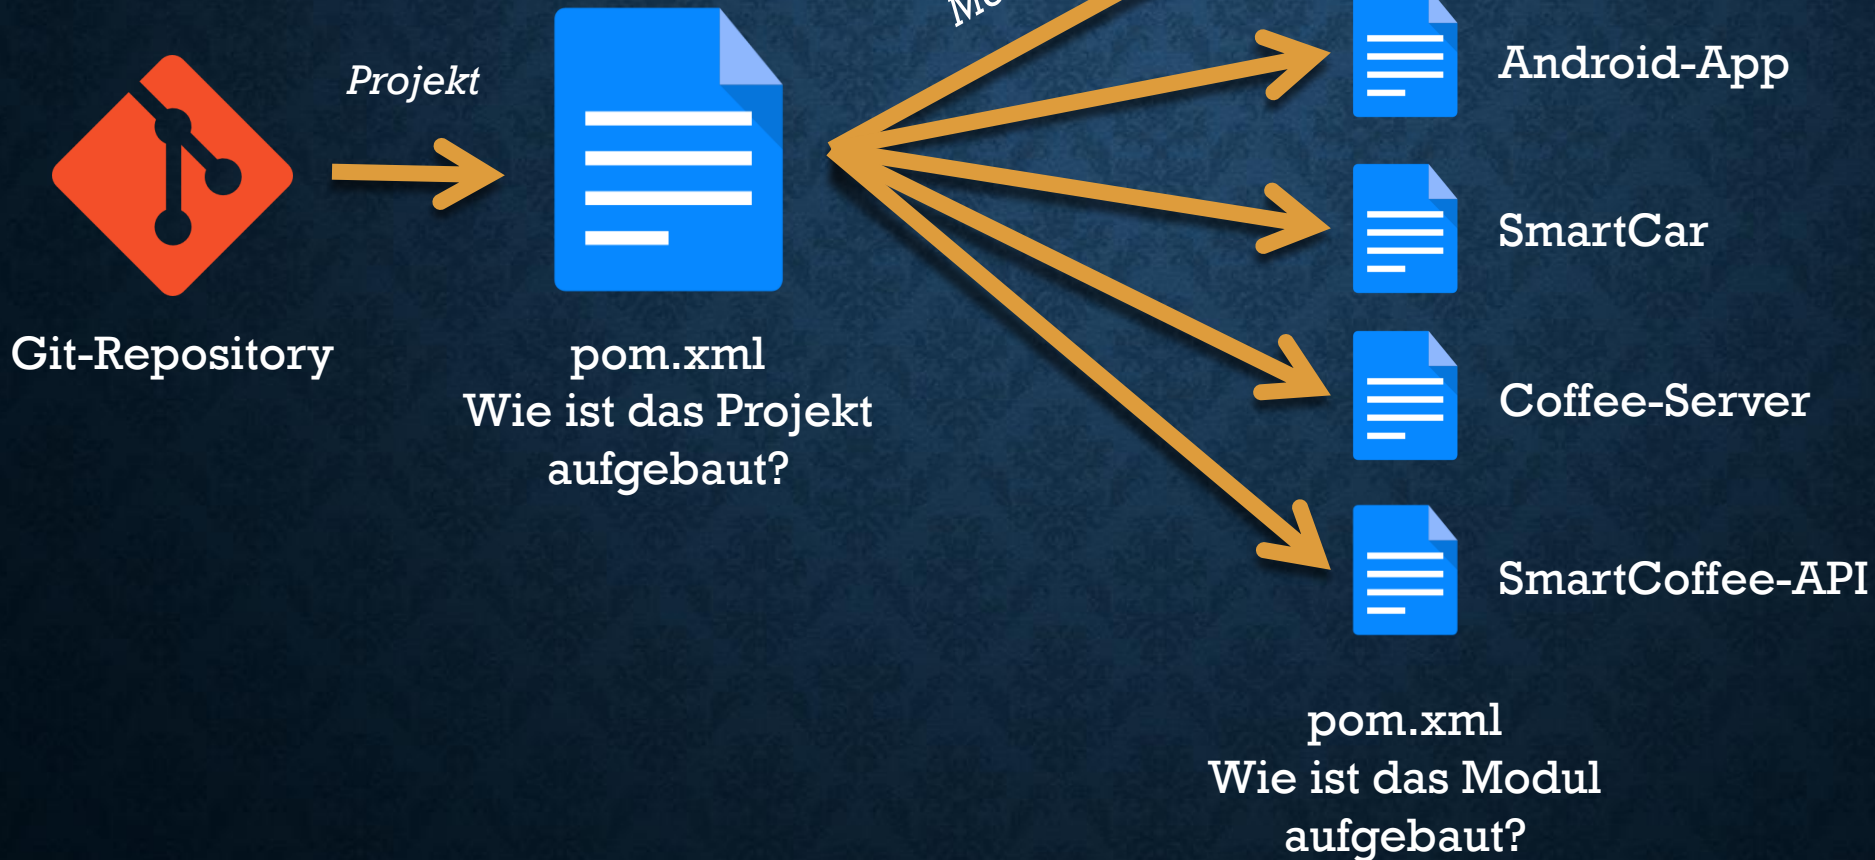 Projekt
Android-App
SmartCar
Git-Repository
pom.xml
Wie ist das Projekt
aufgebaut?
Coffee-Server
SmartCoffee-API
pom.xml
Wie ist das Modul
aufgebaut?